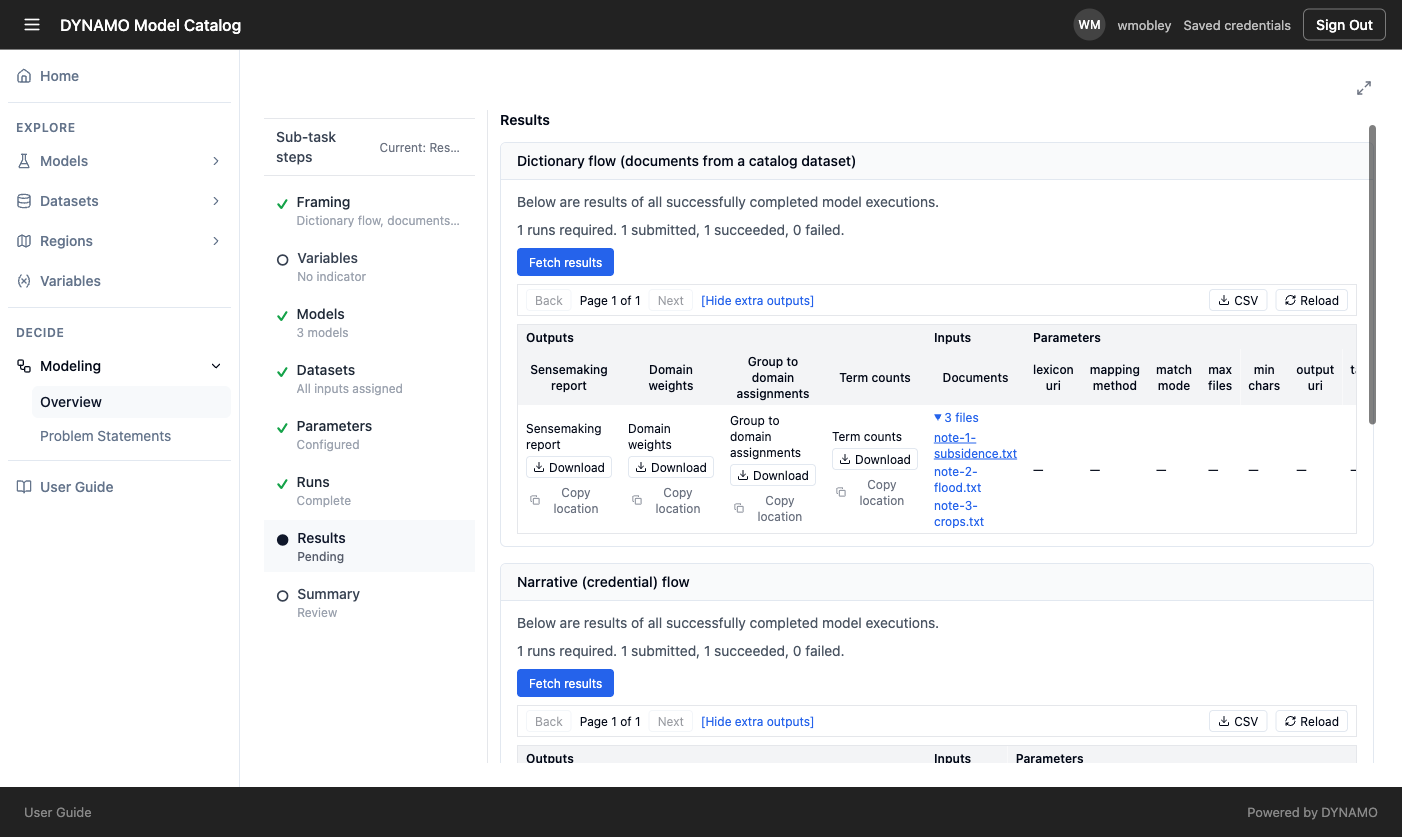 DYNAMO Model Catalog
WM
wmobley
Saved credentials
Sign Out
Home
EXPLORE
Models
Datasets
Regions
Variables
DECIDE
Modeling
Overview
Problem Statements
User Guide
Sub-task
steps
Current: Res...
Framing
Dictionary flow, documents...
Variables
No indicator
Models
3 models
Datasets
All inputs assigned
Parameters
Configured
Runs
Complete
Results
Pending
Summary
Review
Results
Dictionary flow (documents from a catalog dataset)
Below are results of all successfully completed model executions.
1 runs required. 1 submitted, 1 succeeded, 0 failed.
Fetch results
Back Page 1 of 1 Next [Hide extra outputs] CSV Reload
Outputs Inputs Parameters
Sensemaking
report
Domain
weights
Group to
domain
assignments
Term counts
Documents
lexicon
uri
mapping
method
match
mode
max
files
min
chars
output
uri
Sensemaking
report
Download
Copy
location
Domain
weights
Download
Copy
location
Group to
domain
assignments
Download
Copy
location
Term counts
Download
Copy
location
▾ 3 files
note-1-
subsidence.txt
note-2-
flood.txt
note-3-
crops.txt
— — — — — — —
Narrative (credential) flow
Below are results of all successfully completed model executions.
1 runs required. 1 submitted, 1 succeeded, 0 failed.
Fetch results
Back Page 1 of 1 Next [Hide extra outputs] CSV Reload
Outputs Inputs Parameters
User Guide
Powered by DYNAMO